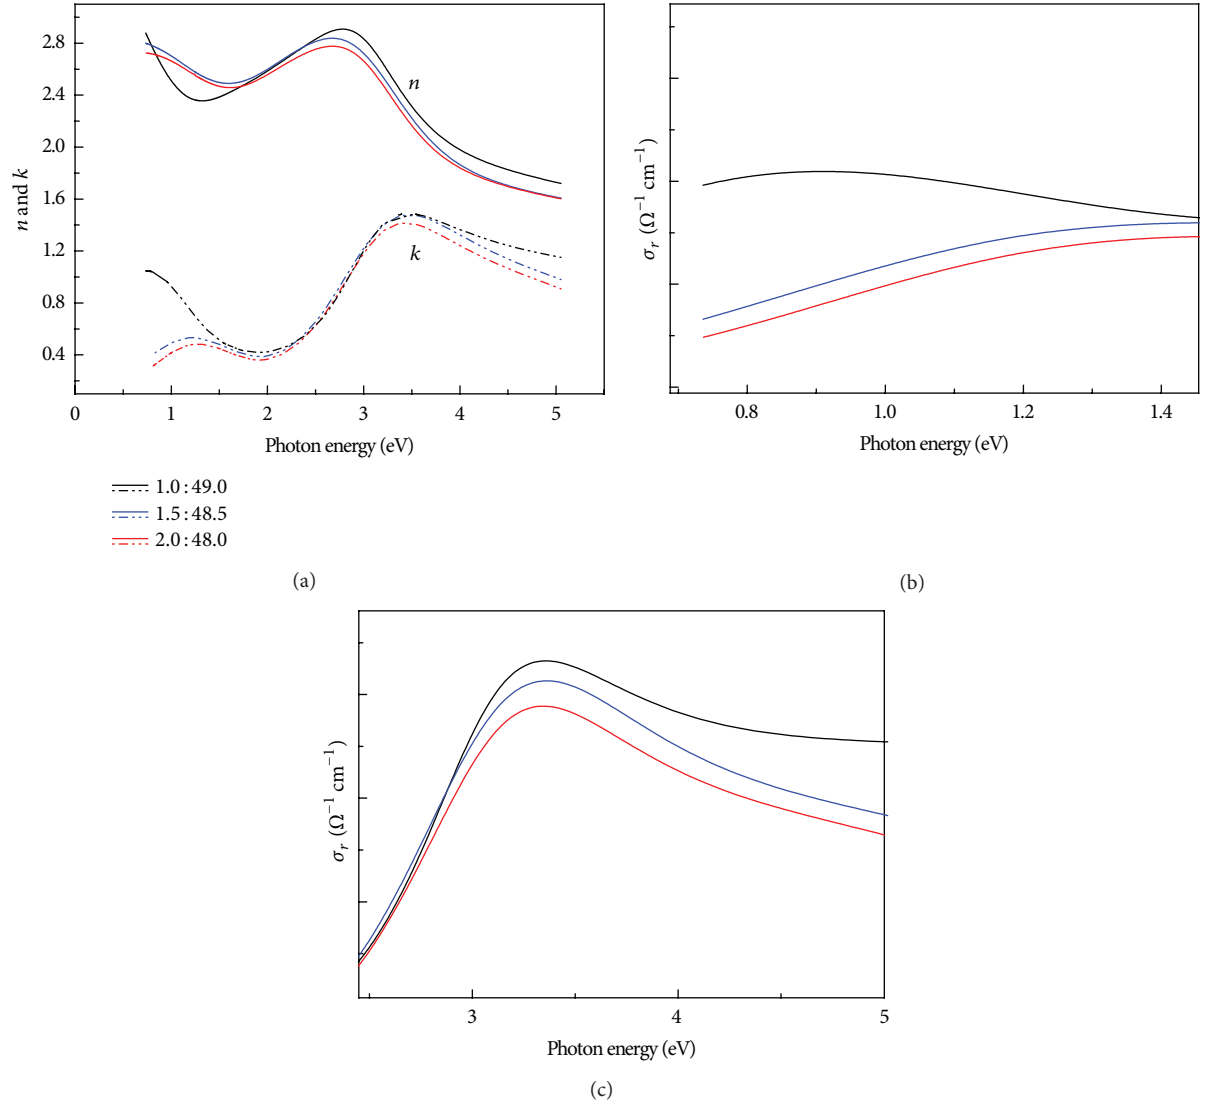 2.8
2.4
2.0
1.6
1.2
0.8
0.4
n and k
n
k
0 1 2 3 4 5
Photon energy (eV)
1.0 : 49.0
1.5 : 48.5
2.0 : 48.0
(a)
σr (Ω−1 cm−1)
0.8 1.0 1.2 1.4
Photon energy (eV)
(b)
σr (Ω−1 cm−1)
3 4 5
Photon energy (eV)
(c)